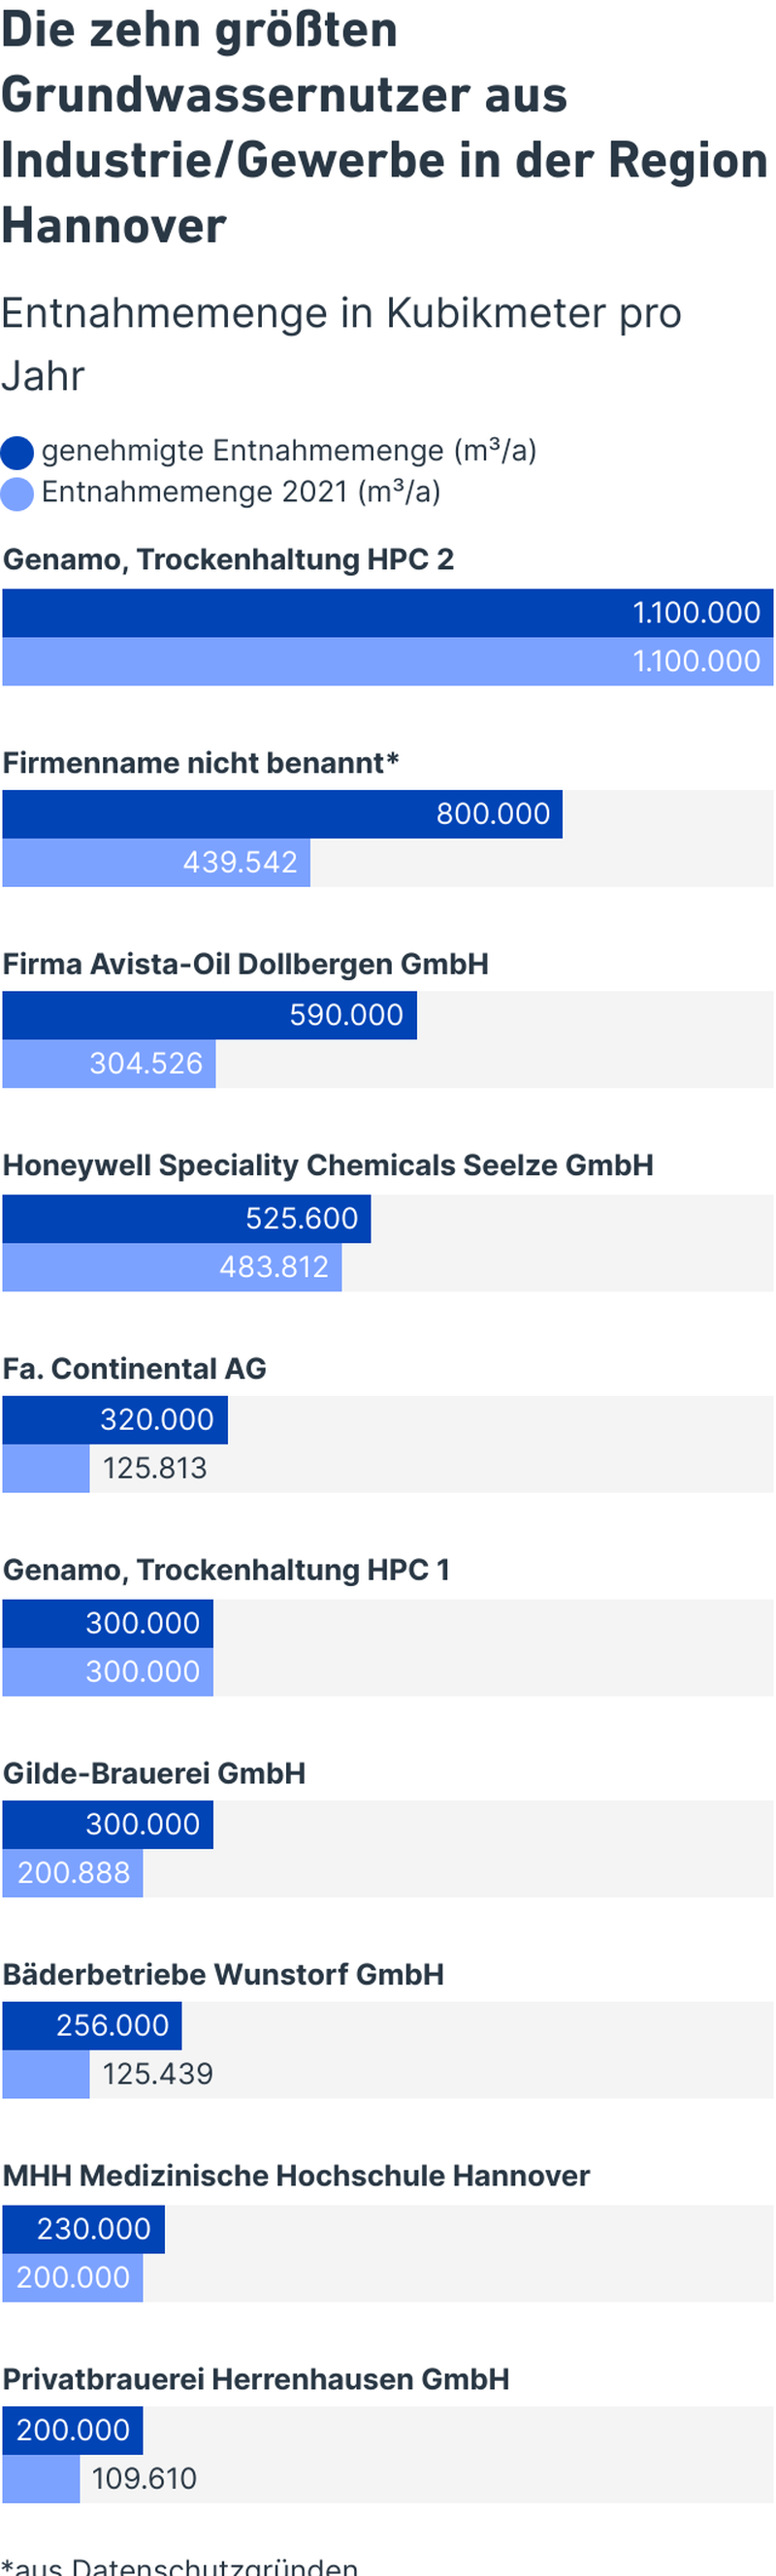 Die zehn größten
Grundwassernutzer aus
Industrie/Gewerbe in der Region
Hannover
Entnahmemenge in Kubikmeter pro
Jahr
genehmigte Entnahmemenge (m³/a)
Entnahmemenge 2021 (m³/a)
Genamo, Trockenhaltung HPC 2
1.100.000
1.100.000
Firmenname nicht benannt*
800.000
439.542
Firma Avista-Oil Dollbergen GmbH
590.000
304.526
Honeywell Speciality Chemicals Seelze GmbH
525.600
483.812
Fa. Continental AG
320.000
125.813
Genamo, Trockenhaltung HPC 1
300.000
300.000
Gilde-Brauerei GmbH
300.000
200.888
Bäderbetriebe Wunstorf GmbH
256.000
125.439
MHH Medizinische Hochschule Hannover
230.000
200.000
Privatbrauerei Herrenhausen GmbH
200.000
109.610
*aus Datenschutzgründen